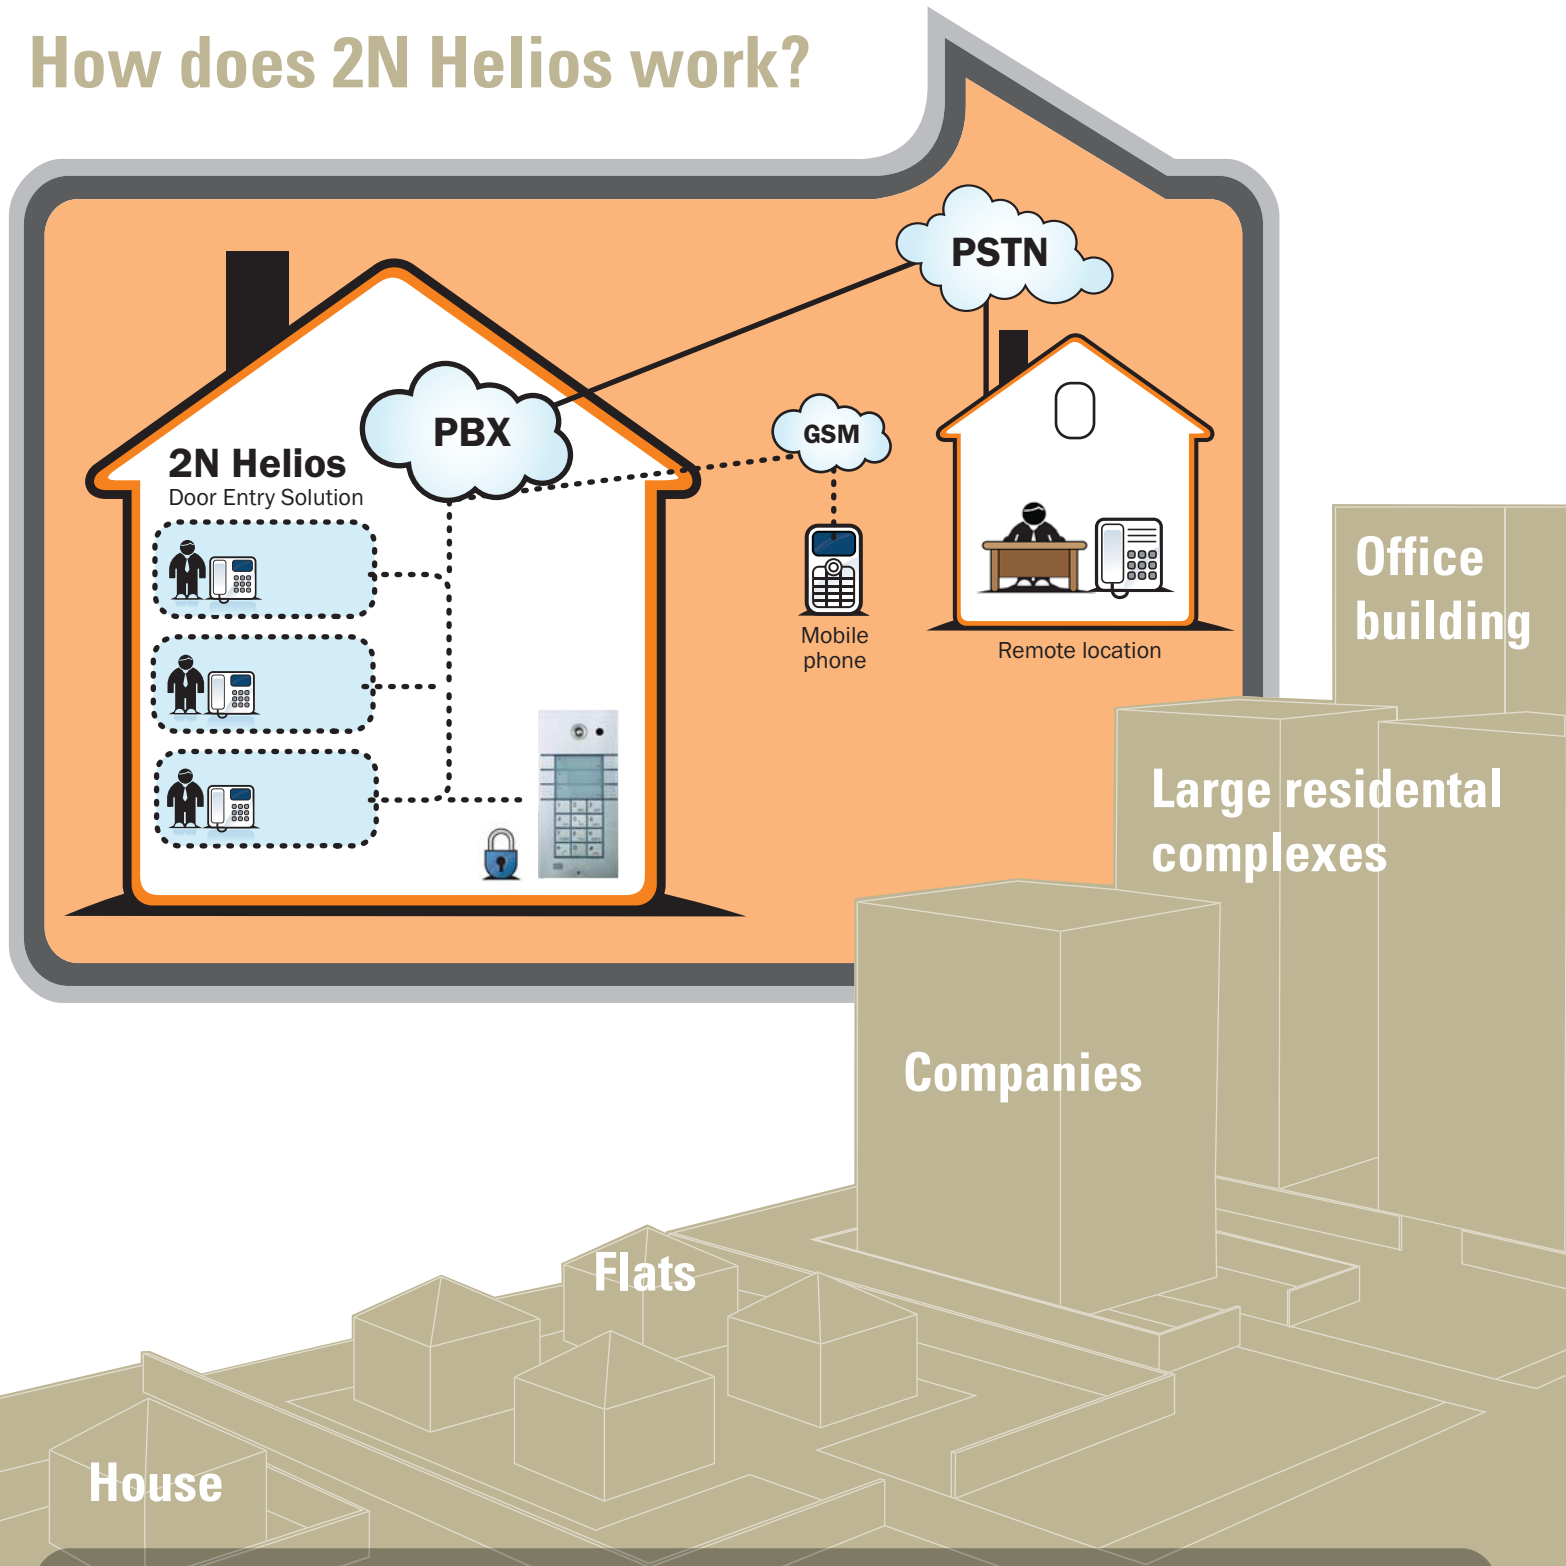 How does 2N Helios work?
PSTN
PBX
GSM
2N Helios
Door Entry Solution
Mobile
phone
Remote location
Office
building
Large residental
complexes
Companies
Flats
House